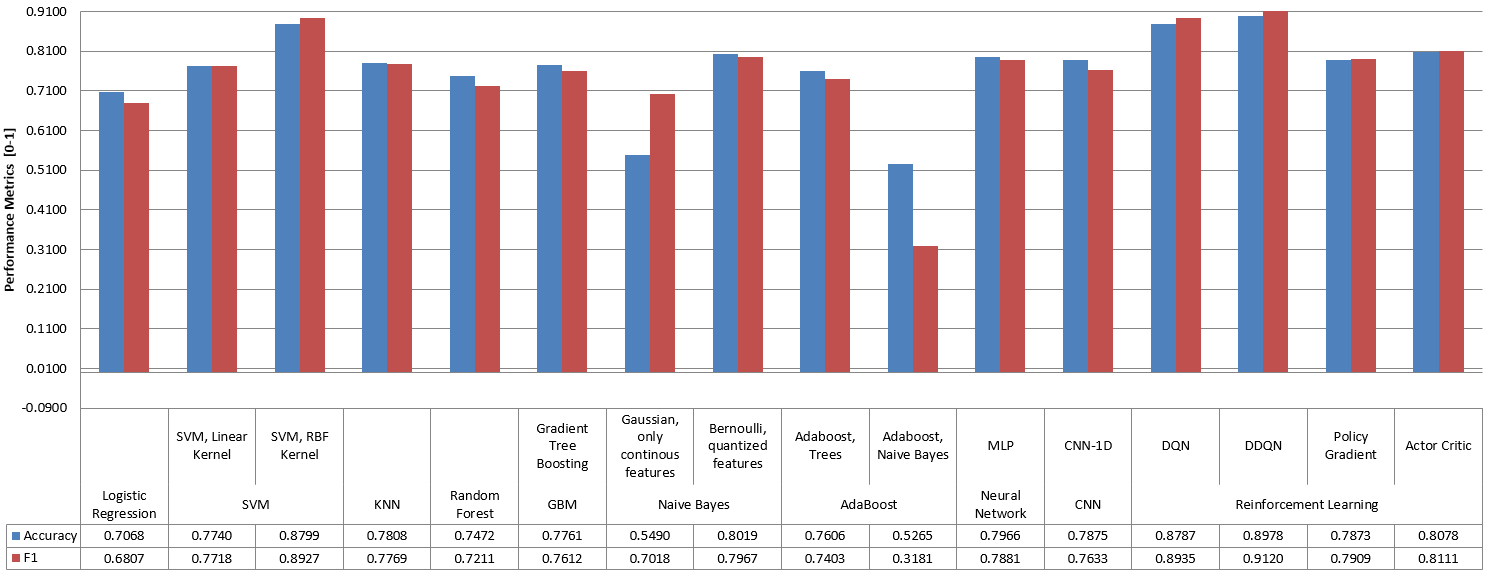 0.9100
0.8100
0.7100
0.6100
0.5100
0.4100
0.3100
0.2100
0.1100
0.0100
-0.0900
Performance Metrics [0-1]
SVM, Linear
Kernel
SVM, RBF
Kernel
Gradient
Tree
Boosting
Gaussian,
only
continous
features
Bernoulli,
quantized
features
Adaboost,
Trees
Adaboost,
Naive Bayes
MLP
CNN-1D
DQN
DDQN
Policy
Gradient
Actor Critic
Logistic
Regression
SVM
KNN
Random
Forest
GBM
Naive Bayes
AdaBoost
Neural
Network
CNN
Reinforcement Learning
Accuracy 0.7068 0.7740 0.8799 0.7808 0.7472 0.7761 0.5490 0.8019 0.7606 0.5265 0.7966 0.7875 0.8787 0.8978 0.7873 0.8078
F1 0.6807 0.7718 0.8927 0.7769 0.7211 0.7612 0.7018 0.7967 0.7403 0.3181 0.7881 0.7633 0.8935 0.9120 0.7909 0.8111